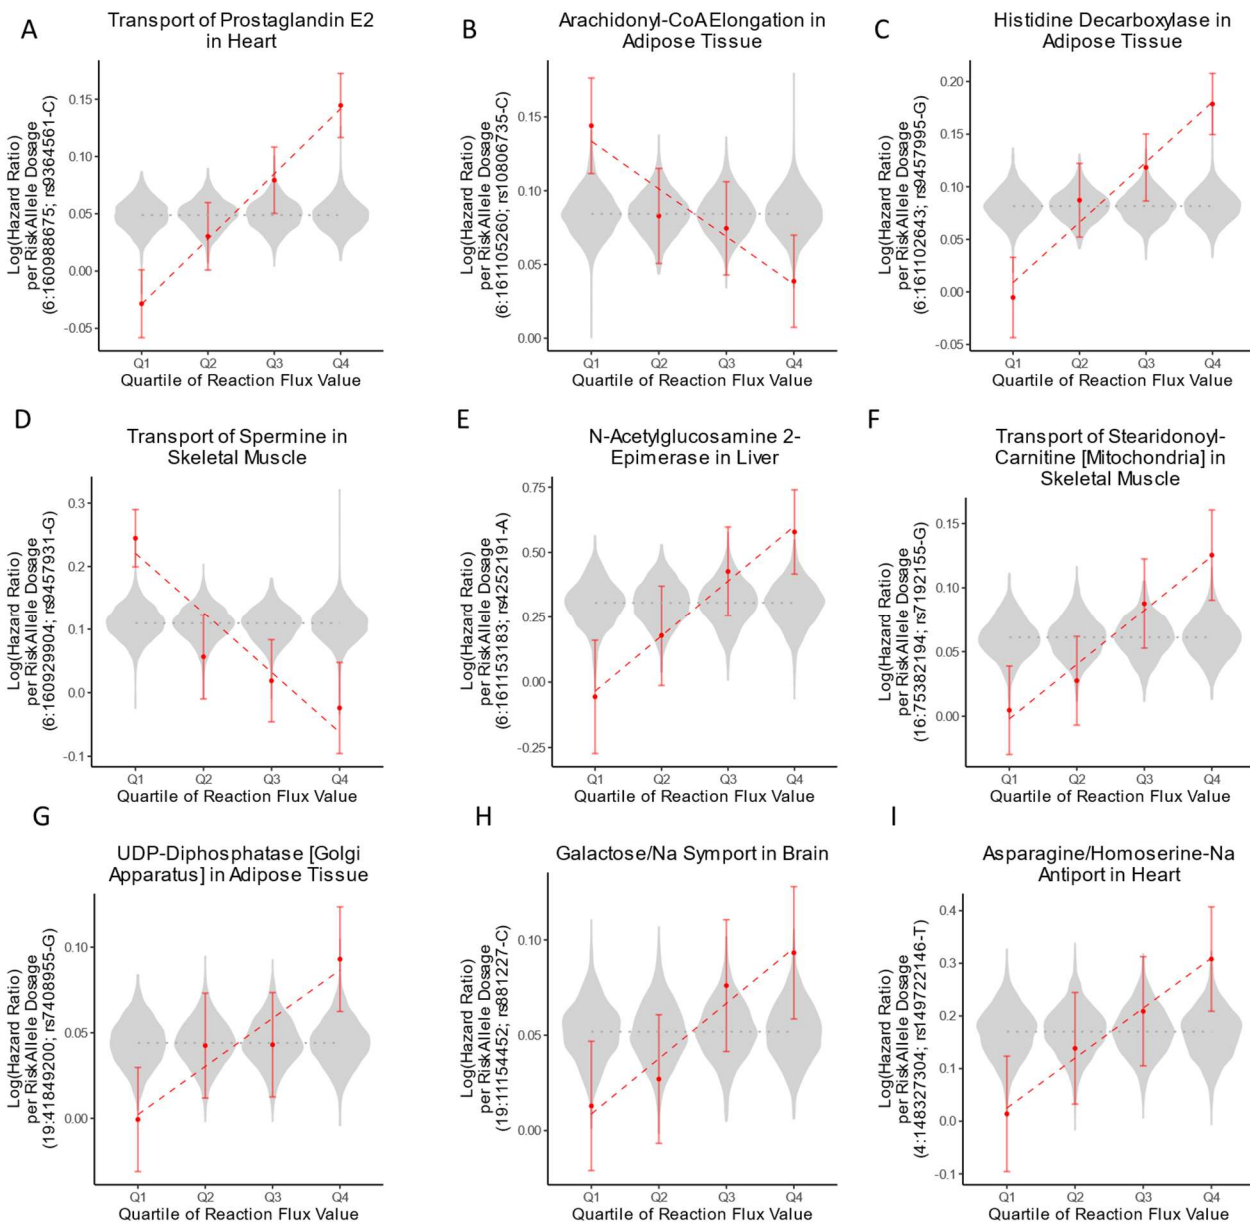 A
Transport of Prostaglandin E2
in Heart
Log(Hazard Ratio)
per Risk Allele Dosage
(6:160988675; rs9364561-C)
0.15
0.10
0.05
0.00
-0.05
Q1 Q2 Q3 Q4
Quartile of Reaction Flux Value
B
Arachidonyl-CoA Elongation in
Adipose Tissue
Log(Hazard Ratio)
per Risk Allele Dosage
(6:161105260; rs10806735-C)
0.15
0.10
0.05
0.00
Q1 Q2 Q3 Q4
Quartile of Reaction Flux Value
C
Histidine Decarboxylase in
Adipose Tissue
Log(Hazard Ratio)
per Risk Allele Dosage
(6:161102643; rs9457995-G)
0.20
0.15
0.10
0.05
0.00
-0.05
Q1 Q2 Q3 Q4
Quartile of Reaction Flux Value
D
Transport of Spermine in
Skeletal Muscle
Log(Hazard Ratio)
per Risk Allele Dosage
(6:160929904; rs9457931-G)
0.3
0.2
0.1
0.0
-0.1
Q1 Q2 Q3 Q4
Quartile of Reaction Flux Value
E
N-Acetylglucosamine 2-
Epimerase in Liver
Log(Hazard Ratio)
per Risk Allele Dosage
(6:161153183; rs4252191-A)
0.75
0.50
0.25
0.00
-0.25
Q1 Q2 Q3 Q4
Quartile of Reaction Flux Value
F
Transport of Stearidonoyl-
Carnitine [Mitochondria] in
Skeletal Muscle
Log(Hazard Ratio)
per Risk Allele Dosage
(16:75382194; rs7192155-G)
0.15
0.10
0.05
0.00
Q1 Q2 Q3 Q4
Quartile of Reaction Flux Value
G
UDP-Diphosphatase [Golgi
Apparatus] in Adipose Tissue
Log(Hazard Ratio)
per Risk Allele Dosage
(19:41849200; rs7408955-G)
0.10
0.05
0.00
Q1 Q2 Q3 Q4
Quartile of Reaction Flux Value
H
Galactose/Na Symport in Brain
Log(Hazard Ratio)
per Risk Allele Dosage
(19:11154452; rs681227-C)
0.10
0.05
0.00
Q1 Q2 Q3 Q4
Quartile of Reaction Flux Value
I
Asparagine/Homoserine-Na
Antiport in Heart
Log(Hazard Ratio)
per Risk Allele Dosage
(4:148327304; rs149722146-T)
0.4
0.3
0.2
0.1
0.0
-0.1
Q1 Q2 Q3 Q4
Quartile of Reaction Flux Value